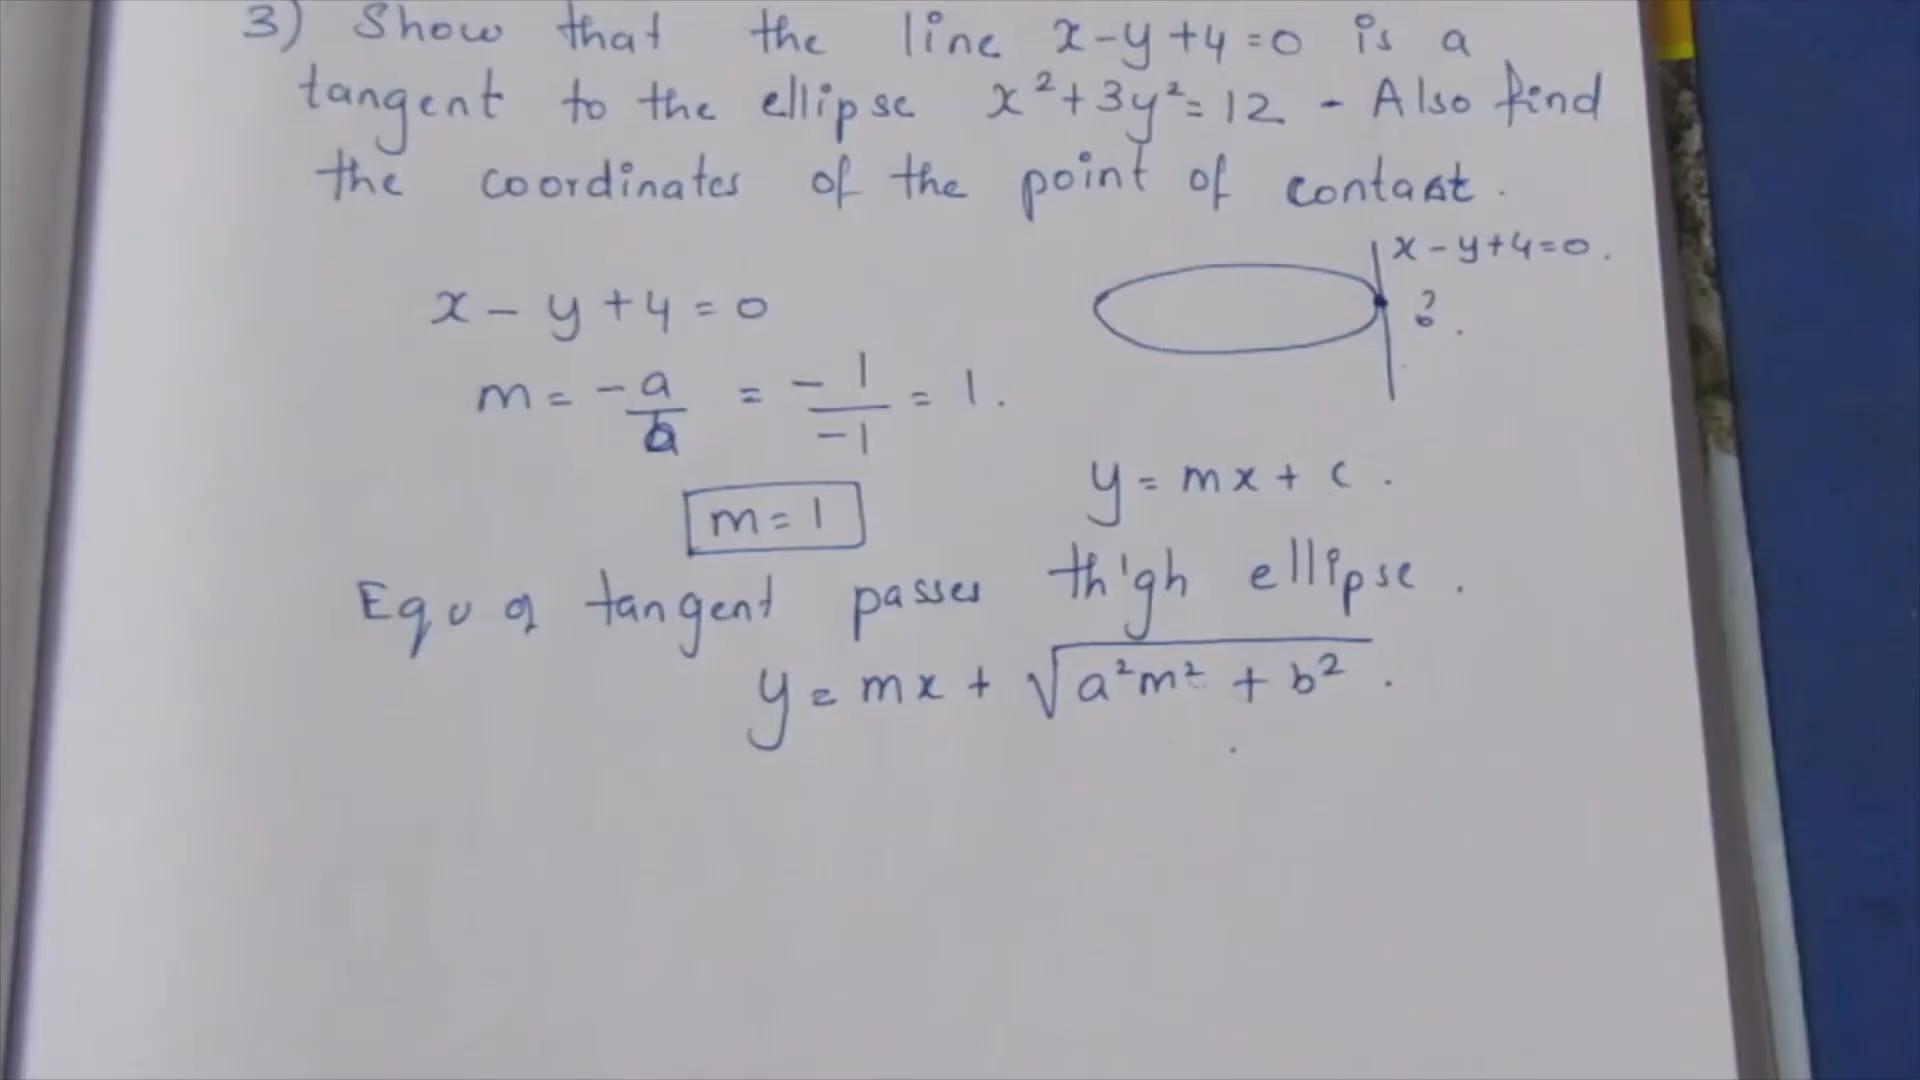 3) Show that the line x-y+4=0 is a
tangent to the ellipse x²+3y²=12 - Also find
the coordinates of the point of contact.
x-y+4=0.
?.
x-y+4=0
m = -a/b = -1/-1 = 1.
m=1
y = mx + c.
Equ of tangent passes th'gh ellipse.
y = mx + √(a²m² + b²).